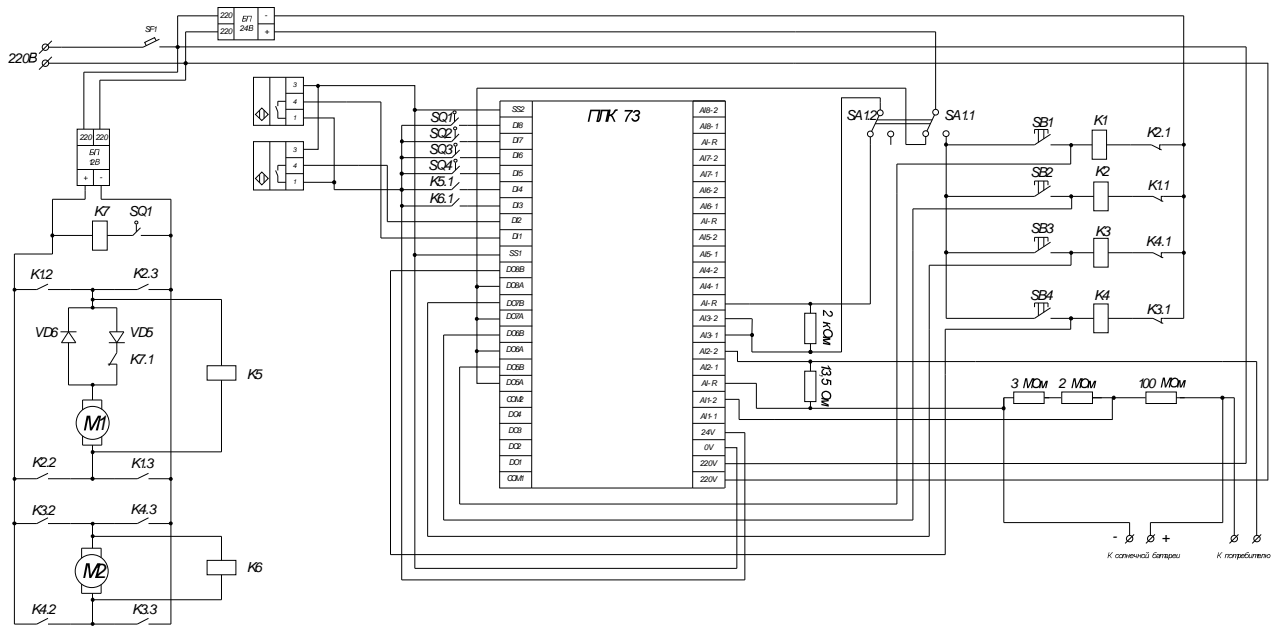 220 БП 24В -
220 +
SF1
220В
220 220
БП 12В
+ -
K7 SQ1
K1.2 K2.3
VD6 VD5
K7.1
K5
M1
K2.2 K1.3
K3.2 K4.3
M2
K6
K4.2 K3.3
3
4
1
3
4
1
SQ1
SQ2
SQ3
SQ4
K5.1
K6.1
ППК 73
SS2
DI8
DI7
DI6
DI5
DI4
DI3
DI2
DI1
SS1
DO8B
DO8A
DO7B
DO7A
DO6B
DO6A
DO5B
DO5A
COM2
DO4
DO3
DO2
DO1
COM1
AI8-2
AI8-1
AI-R
AI7-2
AI7-1
AI6-2
AI6-1
AI-R
AI5-2
AI5-1
AI4-2
AI4-1
AI-R
AI3-2
AI3-1
AI2-2
AI2-1
AI-R
AI1-2
AI1-1
24V
0V
220V
220V
SA1.2 SA1.1
2 кОм
13,5 Ом
SB1 K1 K2.1
SB2 K2 K1.1
SB3 K3 K4.1
SB4 K4 K3.1
3 МОм 2 МОм 100 МОм
- +
К солнечной батареи К потребителю